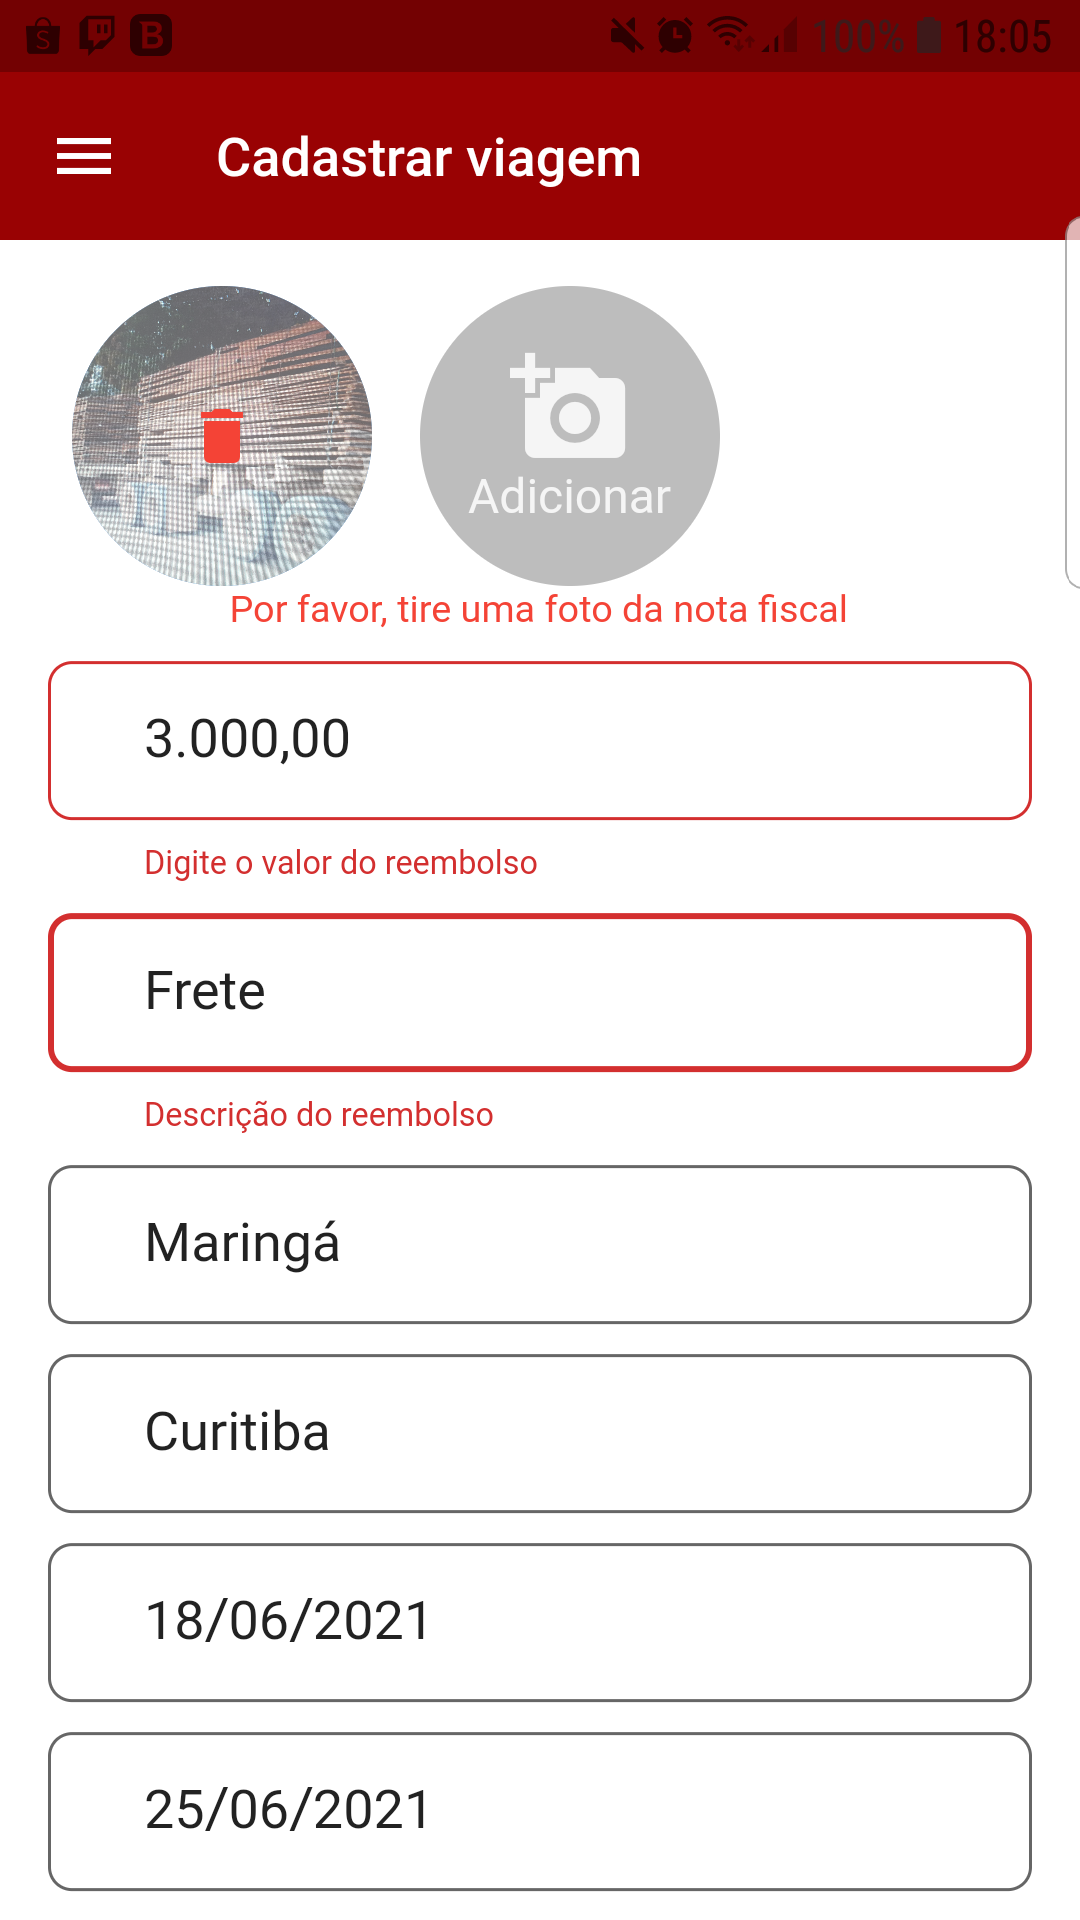 100% 18:05
Cadastrar viagem
Adicionar
Por favor, tire uma foto da nota fiscal
3.000,00
Digite o valor do reembolso
Frete
Descrição do reembolso
Maringá
Curitiba
18/06/2021
25/06/2021